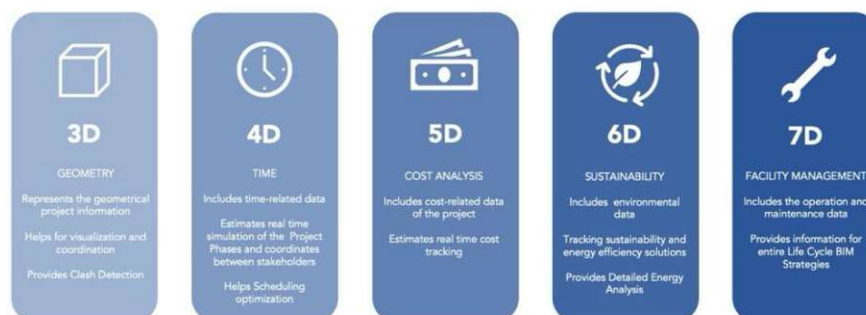 3D
GEOMETRY
Represents the geometrical
project information
Helps for visualization and
coordination
Provides Clash Detection
4D
TIME
Includes time-related data
Estimates real time
simulation of the Project
Phases and coordinates
between stakeholders
Helps Scheduling
optimization
5D
COST ANALYSIS
Includes cost-related data
of the project
Estimates real time cost
tracking
6D
SUSTAINABILITY
Includes environmental
data
Tracking sustainability and
energy efficiency solutions
Provides Detailed Energy
Analysis
7D
FACILITY MANAGEMENT
Includes the operation and
maintenance data
Provides information for
entire Life Cycle BIM
Strategies